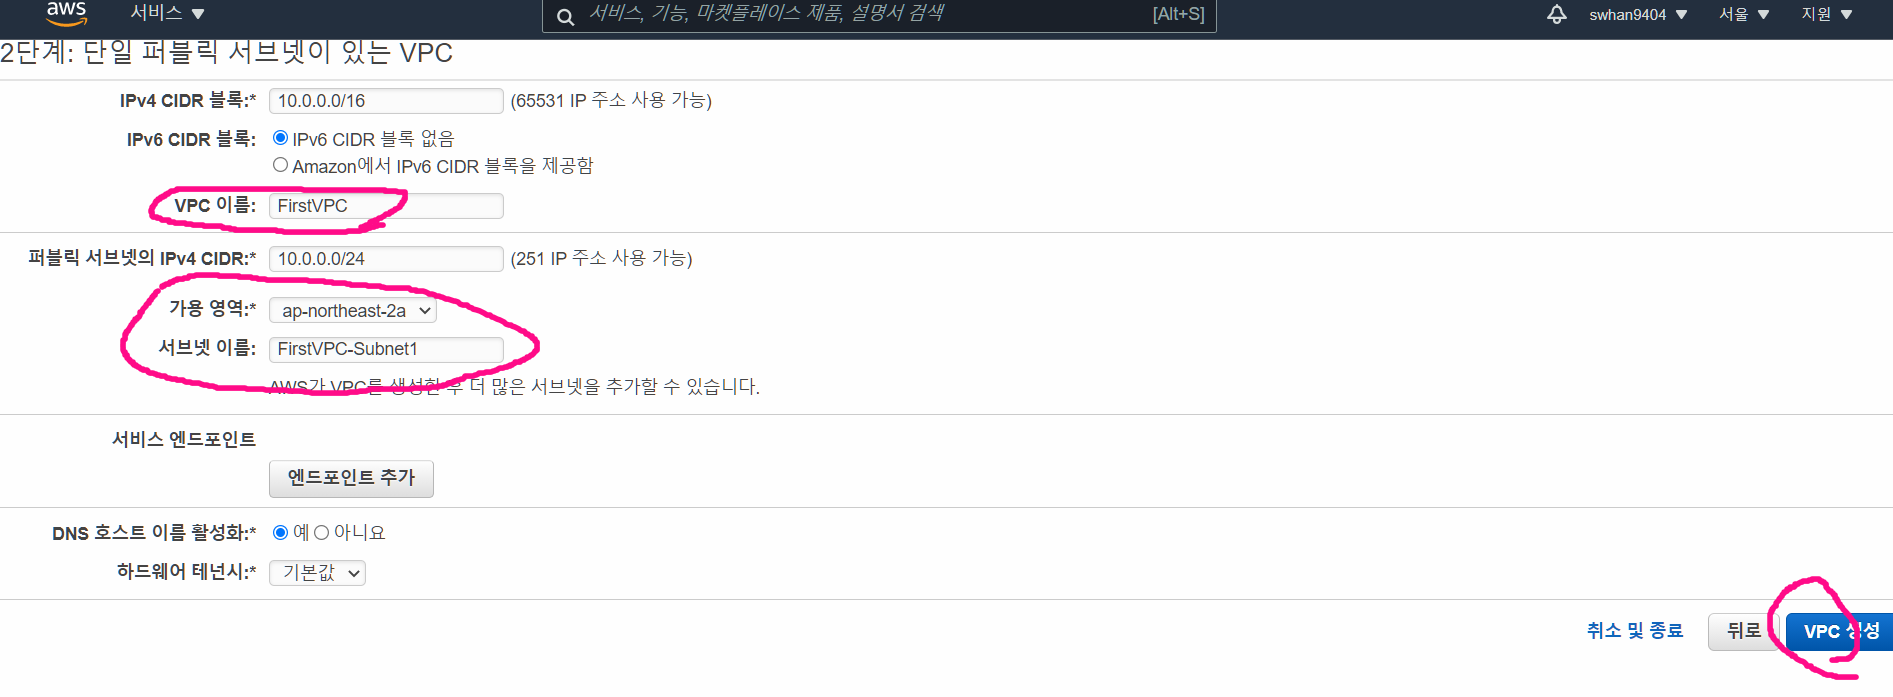 aws 서비스 서비스, 기능, 마켓플레이스 제품, 설명서 검색 [Alt+S] swhan9404 서울 지원
2단계: 단일 퍼블릭 서브넷이 있는 VPC
IPv4 CIDR 블록:* 10.0.0.0/16 (65531 IP 주소 사용 가능)
IPv6 CIDR 블록: IPv6 CIDR 블록 없음
Amazon에서 IPv6 CIDR 블록을 제공함
VPC 이름: FirstVPC
퍼블릭 서브넷의 IPv4 CIDR:* 10.0.0.0/24 (251 IP 주소 사용 가능)
가용 영역:* ap-northeast-2a
서브넷 이름: FirstVPC-Subnet1
AWS가 VPC를 생성한 후 더 많은 서브넷을 추가할 수 있습니다.
서비스 엔드포인트
엔드포인트 추가
DNS 호스트 이름 활성화:* 예 아니요
하드웨어 테넌시:* 기본값
취소 및 종료 뒤로 VPC 생성